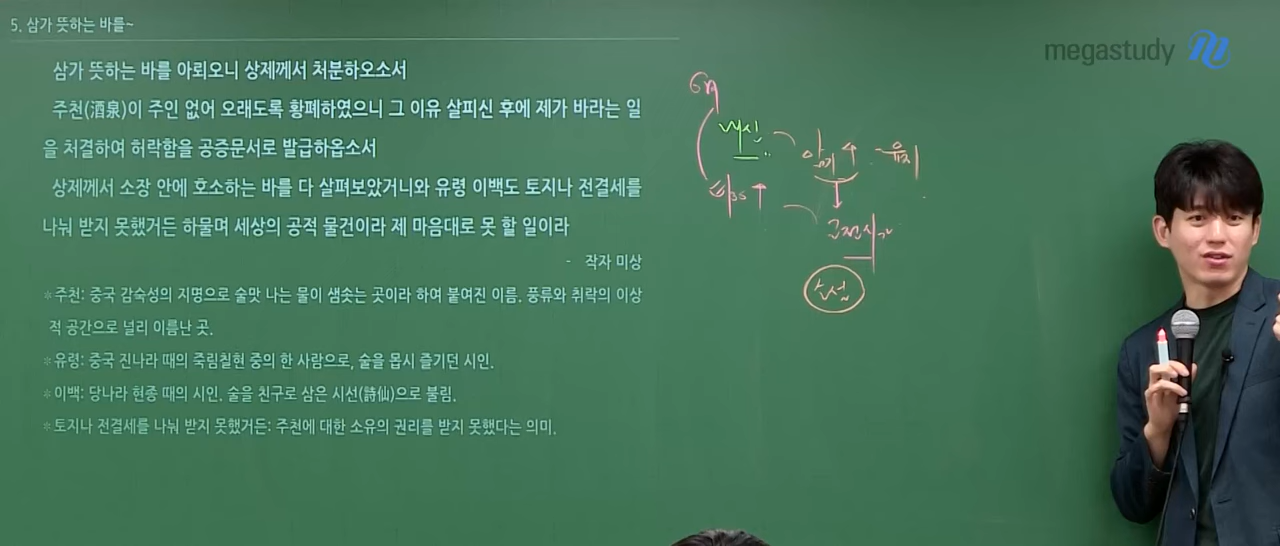 5. 삼가 뜻하는 바를~
megastudy
삼가 뜻하는 바를 아뢰오니 상제께서 처분하오소서
주천(酒泉)이 주인 없어 오래도록 황폐하였으니 그 이유 살피신 후에 제가 바라는 일
을 처결하여 허락함을 공증문서로 발급하옵소서
상제께서 소장 안에 호소하는 바를 다 살펴보았거니와 유령 이백도 토지나 전결세를
나눠 받지 못했거든 하물며 세상의 공적 물건이라 제 마음대로 못 할 일이라
- 작자 미상
*주천: 중국 감숙성의 지명으로 술맛 나는 물이 샘솟는 곳이라 하여 붙여진 이름. 풍류와 취락의 이상
적 공간으로 널리 이름난 곳.
*유령: 중국 진나라 때의 죽림칠현 중의 한 사람으로, 술을 몹시 즐기던 시인.
*이백: 당나라 현종 때의 시인. 술을 친구로 삼은 시선(詩仙)으로 불림.
*토지나 전결세를 나눠 받지 못했거든: 주천에 대한 소유의 권리를 받지 못했다는 의미.